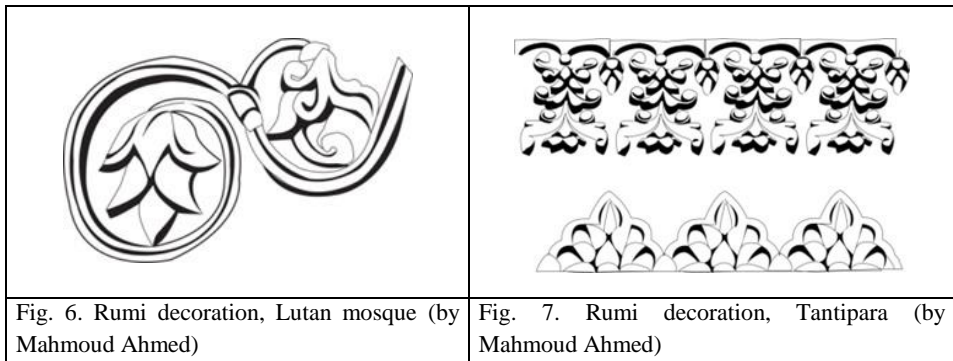 Fig. 6. Rumi decoration, Lutan mosque (by
Mahmoud Ahmed)
Fig. 7. Rumi decoration, Tantipara (by
Mahmoud Ahmed)